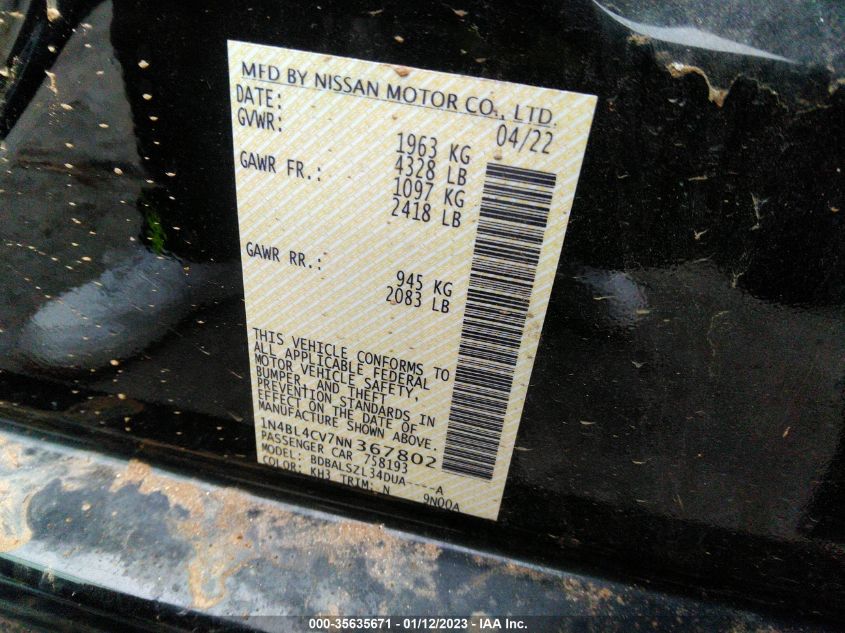 MFD BY NISSAN MOTOR CO., LTD.
DATE: 04/22
GVWR: 1963 KG
4328 LB
GAWR FR.: 1097 KG
2418 LB
GAWR RR.: 945 KG
2083 LB
THIS VEHICLE CONFORMS TO
ALL APPLICABLE FEDERAL
MOTOR VEHICLE SAFETY,
BUMPER, AND THEFT
PREVENTION STANDARDS IN
EFFECT ON THE DATE OF
MANUFACTURE SHOWN ABOVE.
1N4BL4CV7NN367802
PASSENGER CAR 758193
MODEL: BDBALSZL34DUA----A
COLOR: KH3 TRIM: N 9N00A
000-35635671 - 01/12/2023 - IAA Inc.